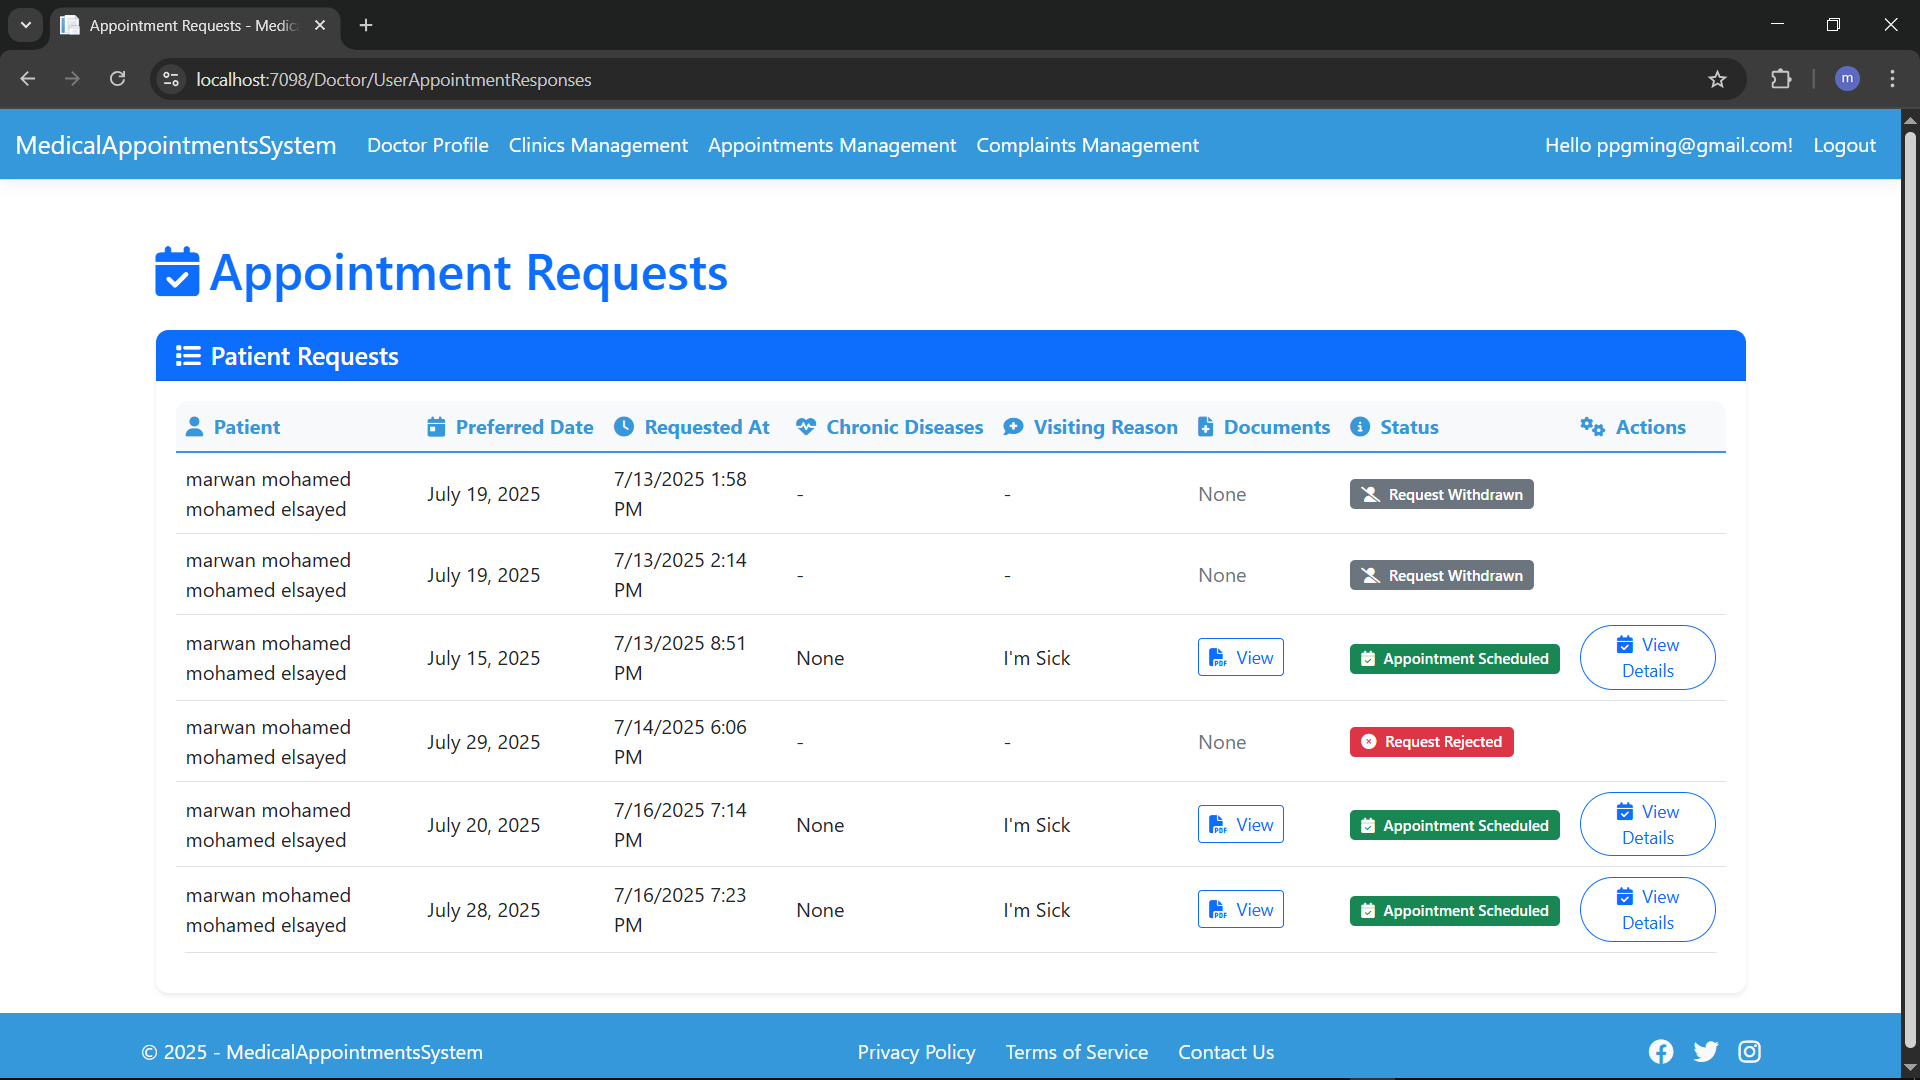 Appointment Requests - Medic
localhost:7098/Doctor/UserAppointmentResponses
m
MedicalAppointmentsSystem Doctor Profile Clinics Management Appointments Management Complaints Management Hello ppgming@gmail.com! Logout
Appointment Requests
Patient Requests
Patient Preferred Date Requested At Chronic Diseases Visiting Reason Documents Status Actions
marwan mohamed mohamed elsayed July 19, 2025 7/13/2025 1:58 PM - - None Request Withdrawn
marwan mohamed mohamed elsayed July 19, 2025 7/13/2025 2:14 PM - - None Request Withdrawn
marwan mohamed mohamed elsayed July 15, 2025 7/13/2025 8:51 PM None I'm Sick PDF View Appointment Scheduled View Details
marwan mohamed mohamed elsayed July 29, 2025 7/14/2025 6:06 PM - - None Request Rejected
marwan mohamed mohamed elsayed July 20, 2025 7/16/2025 7:14 PM None I'm Sick PDF View Appointment Scheduled View Details
marwan mohamed mohamed elsayed July 28, 2025 7/16/2025 7:23 PM None I'm Sick PDF View Appointment Scheduled View Details
© 2025 - MedicalAppointmentsSystem Privacy Policy Terms of Service Contact Us